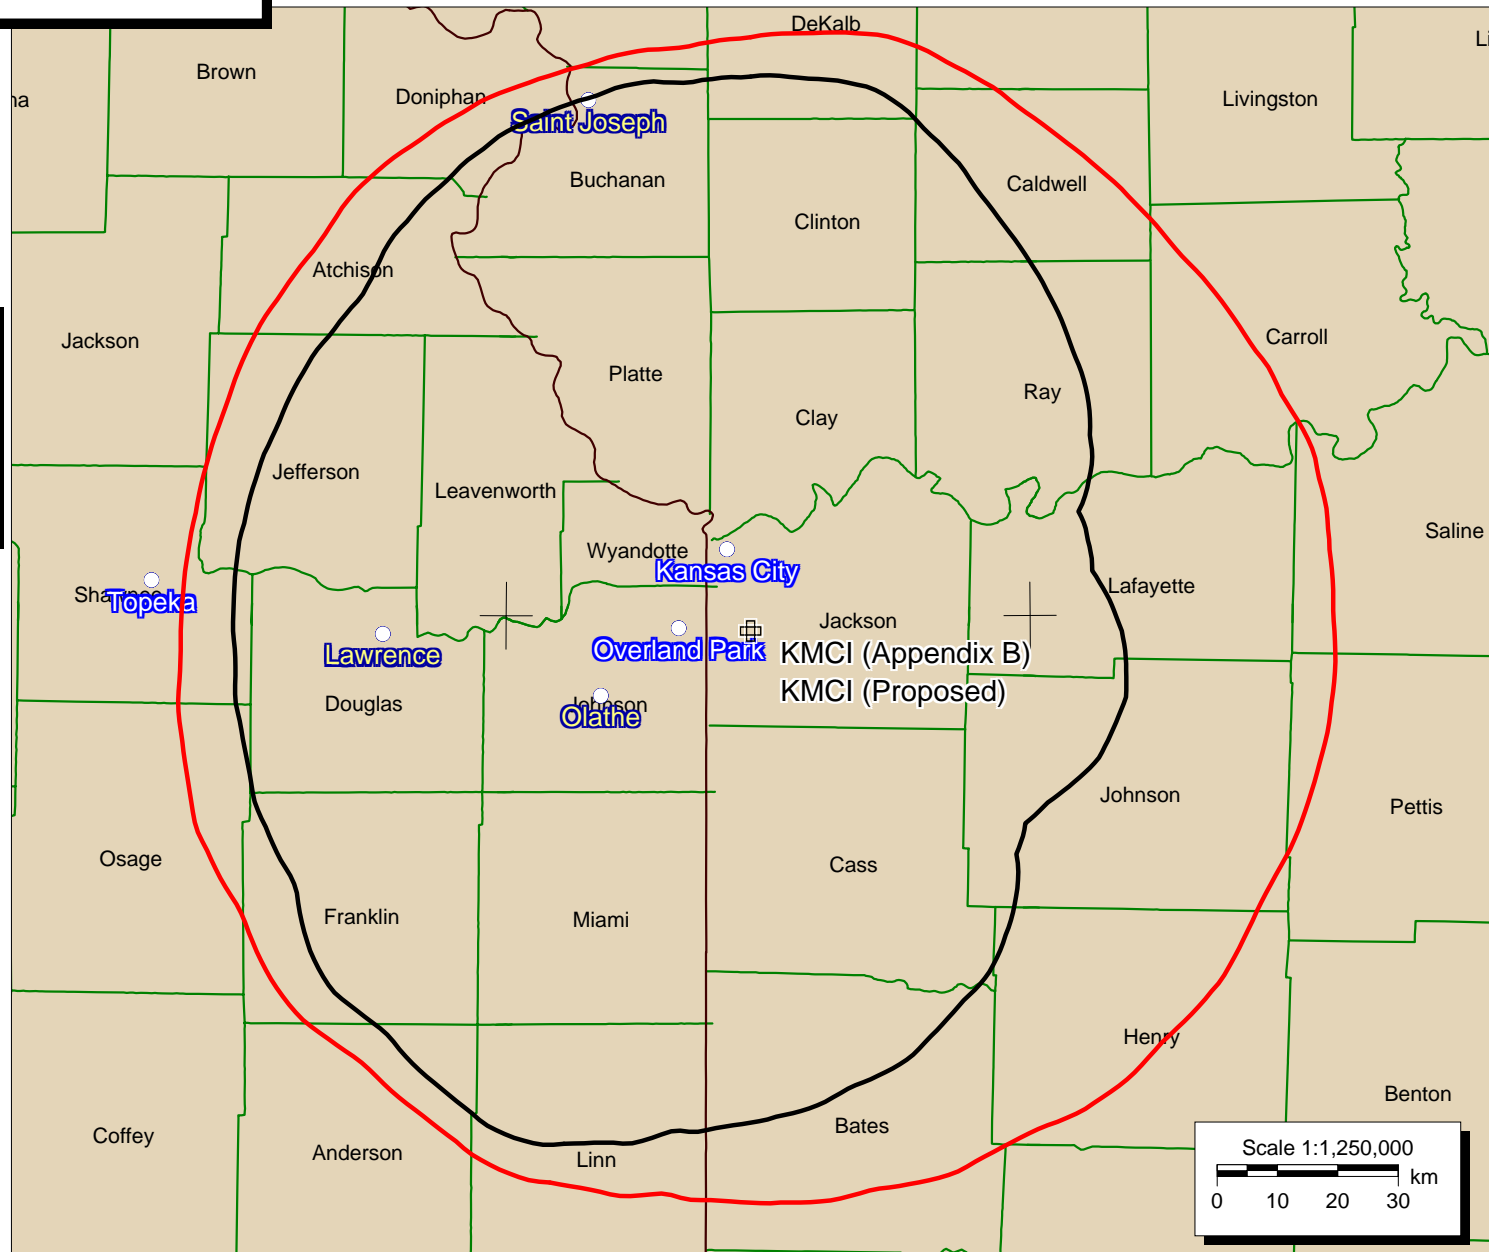 DeKalb
Brown
Doniphan
Livingston
Saint Joseph
Buchanan
Caldwell
Clinton
Atchison
Jackson
Carroll
Platte
Ray
Clay
Jefferson
Leavenworth
Saline
Wyandotte
Kansas City
Lafayette
Topeka
Jackson
Lawrence
Overland Park
KMCI (Appendix B)
KMCI (Proposed)
Douglas
Johnson
Olathe
Johnson
Pettis
Osage
Cass
Franklin
Miami
Henry
Benton
Coffey
Bates
Anderson
Linn
Scale 1:1,250,000
km
0 10 20 30